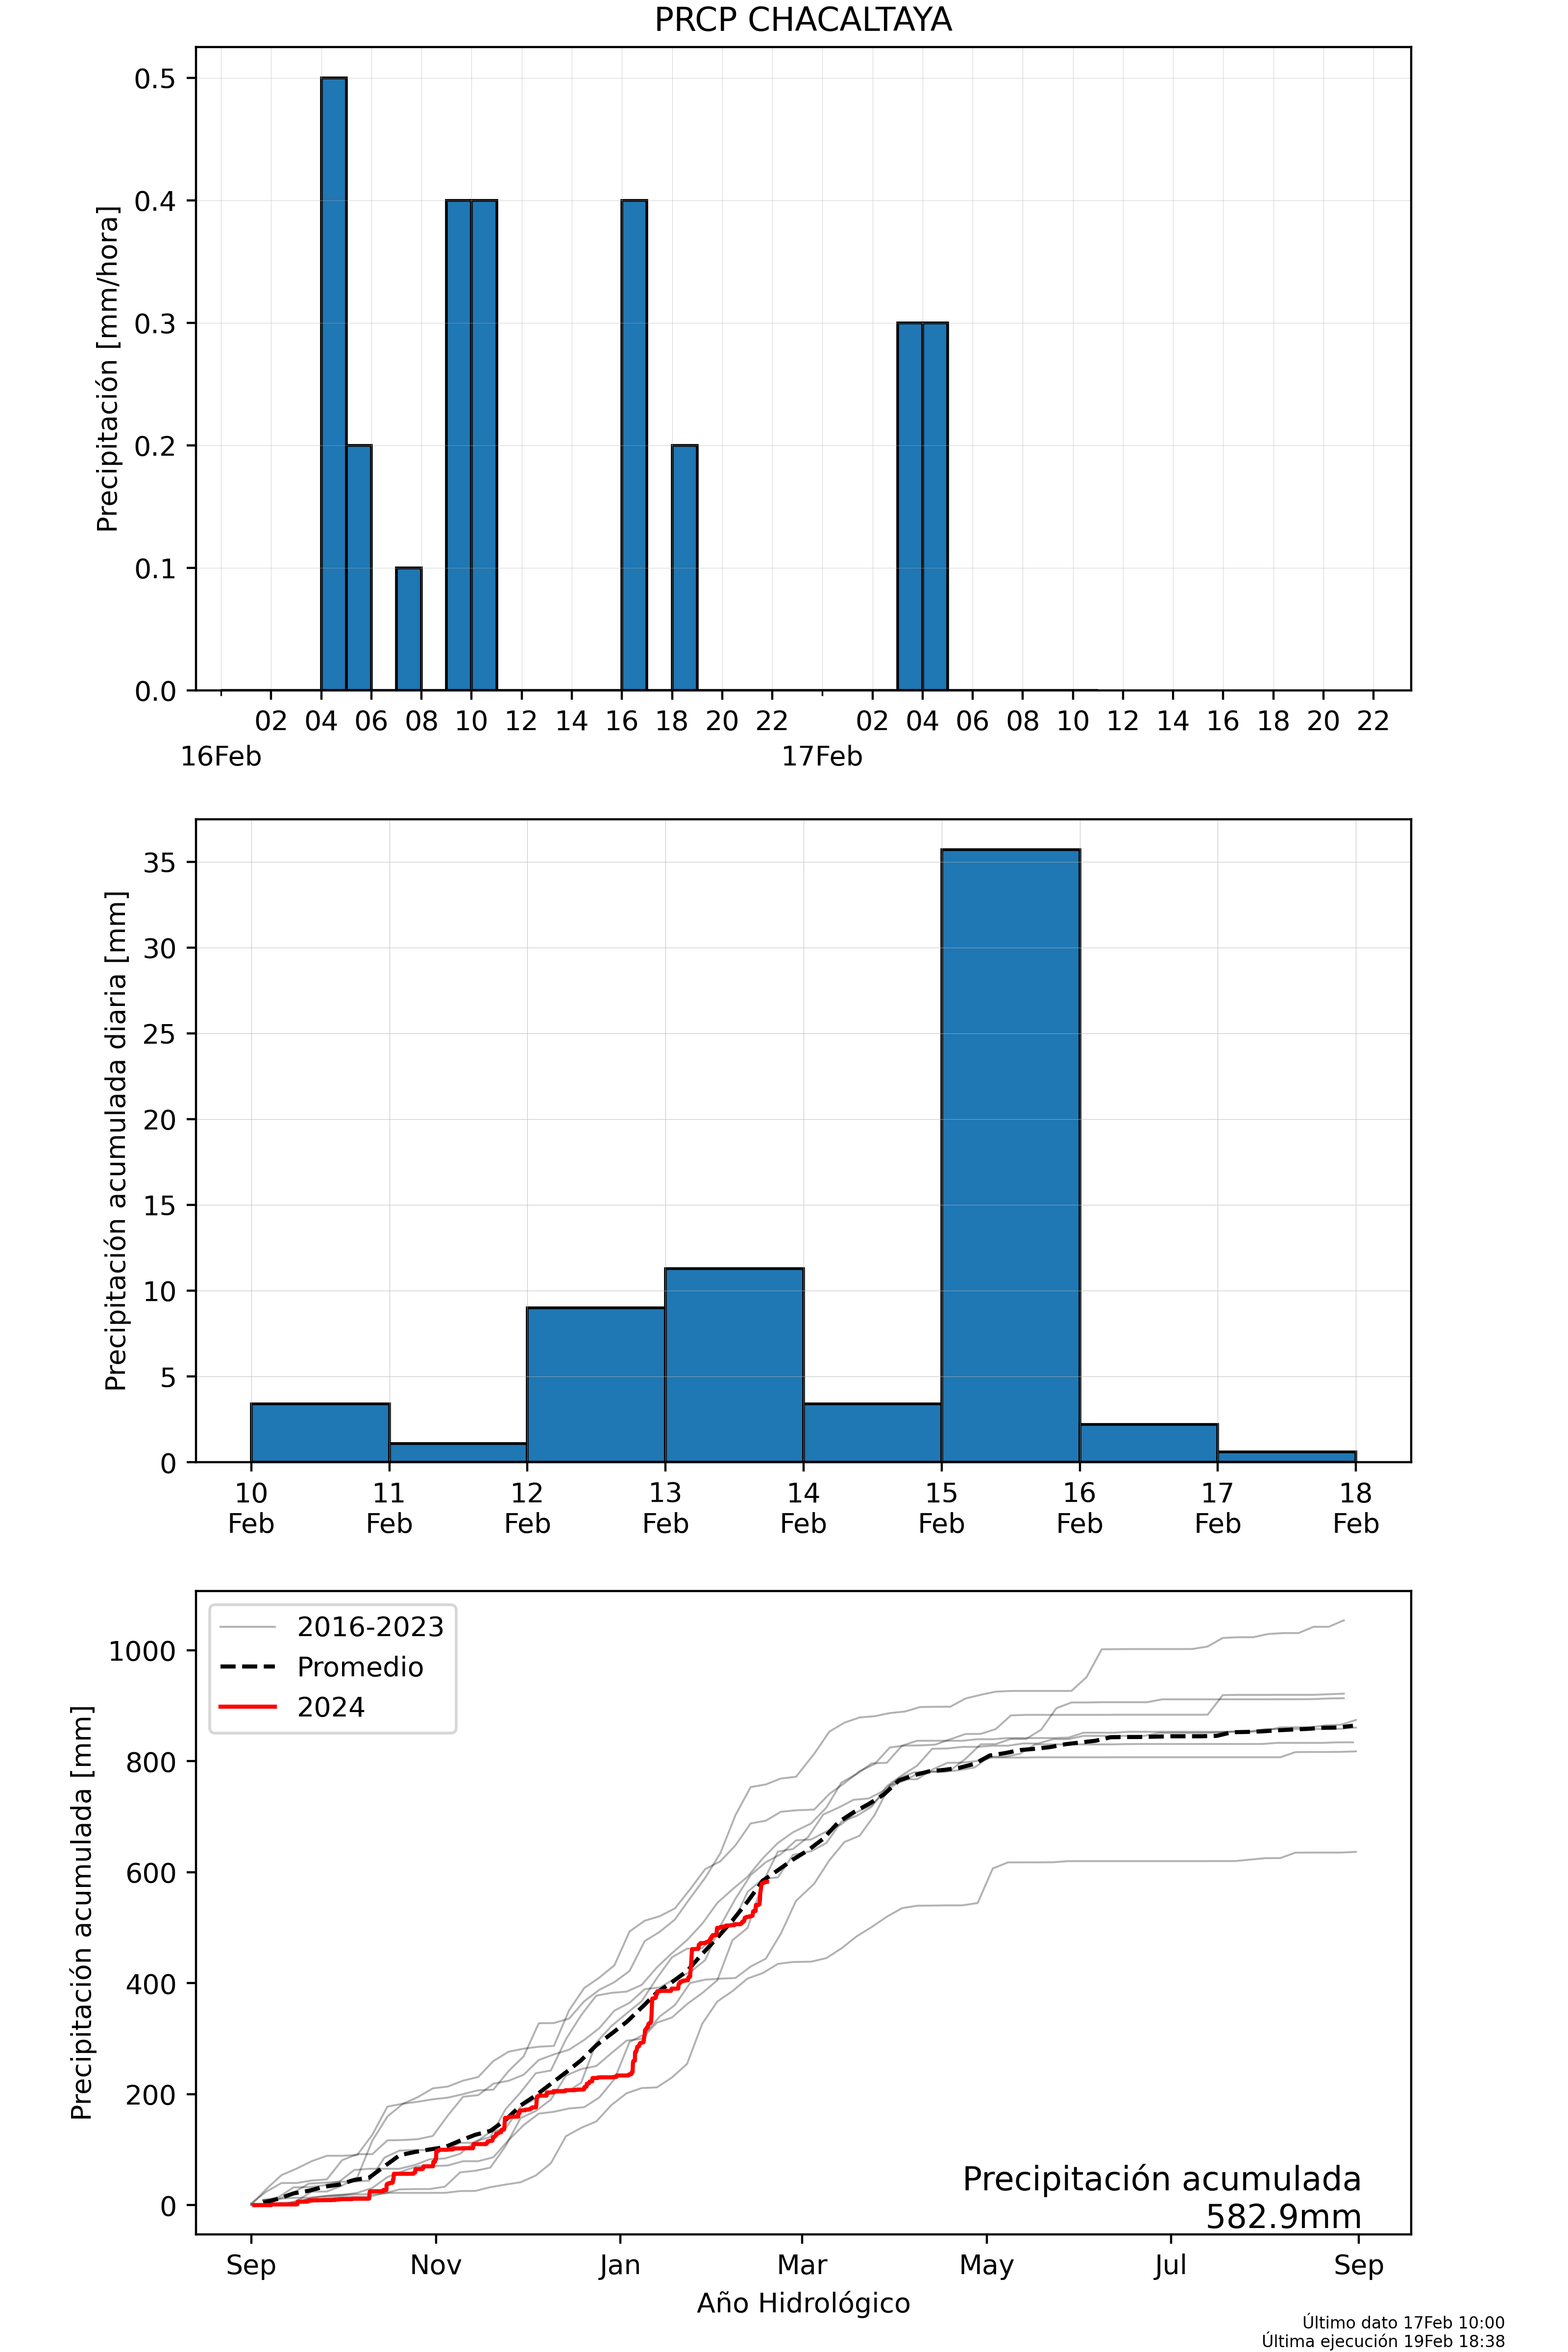 PRCP CHACALTAYA
Precipitación [mm/hora]
0.5
0.4
0.3
0.2
0.1
0.0
02 04 06 08 10 12 14 16 18 20 22 02 04 06 08 10 12 14 16 18 20 22
16Feb 17Feb
Precipitación acumulada diaria [mm]
35
30
25
20
15
10
5
0
10 11 12 13 14 15 16 17 18
Feb Feb Feb Feb Feb Feb Feb Feb Feb
Precipitación acumulada [mm]
1000
800
600
400
200
0
2016-2023
Promedio
2024
Precipitación acumulada
582.9mm
Sep Nov Jan Mar May Jul Sep
Año Hidrológico
Último dato 17Feb 10:00
Última ejecución 19Feb 18:38